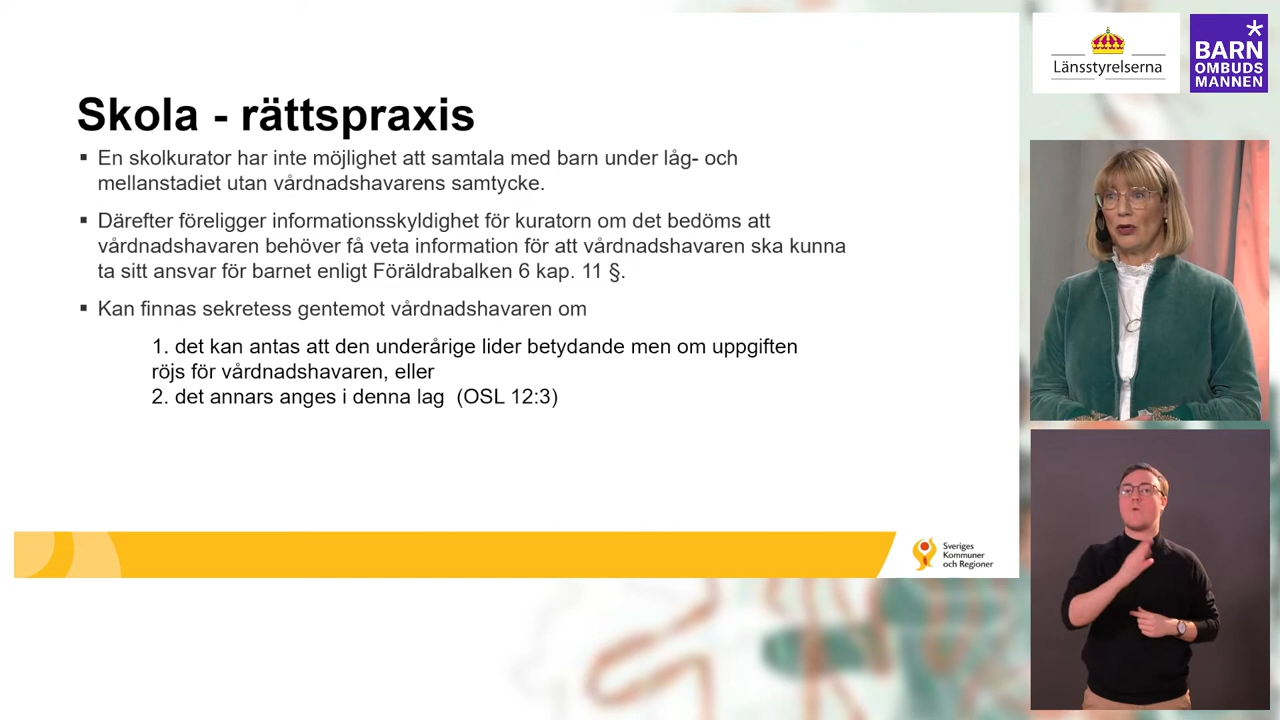 Skola - rättspraxis
▪ En skolkurator har inte möjlighet att samtala med barn under låg- och
mellanstadiet utan vårdnadshavarens samtycke.
▪ Därefter föreligger informationsskyldighet för kuratorn om det bedöms att
vårdnadshavaren behöver få veta information för att vårdnadshavaren ska kunna
ta sitt ansvar för barnet enligt Föräldrabalken 6 kap. 11 §.
▪ Kan finnas sekretess gentemot vårdnadshavaren om
1. det kan antas att den underårige lider betydande men om uppgiften
röjs för vårdnadshavaren, eller
2. det annars anges i denna lag (OSL 12:3)
Sveriges
Kommuner
och Regioner
Länsstyrelserna
BARN
OMBUDS
MANNEN